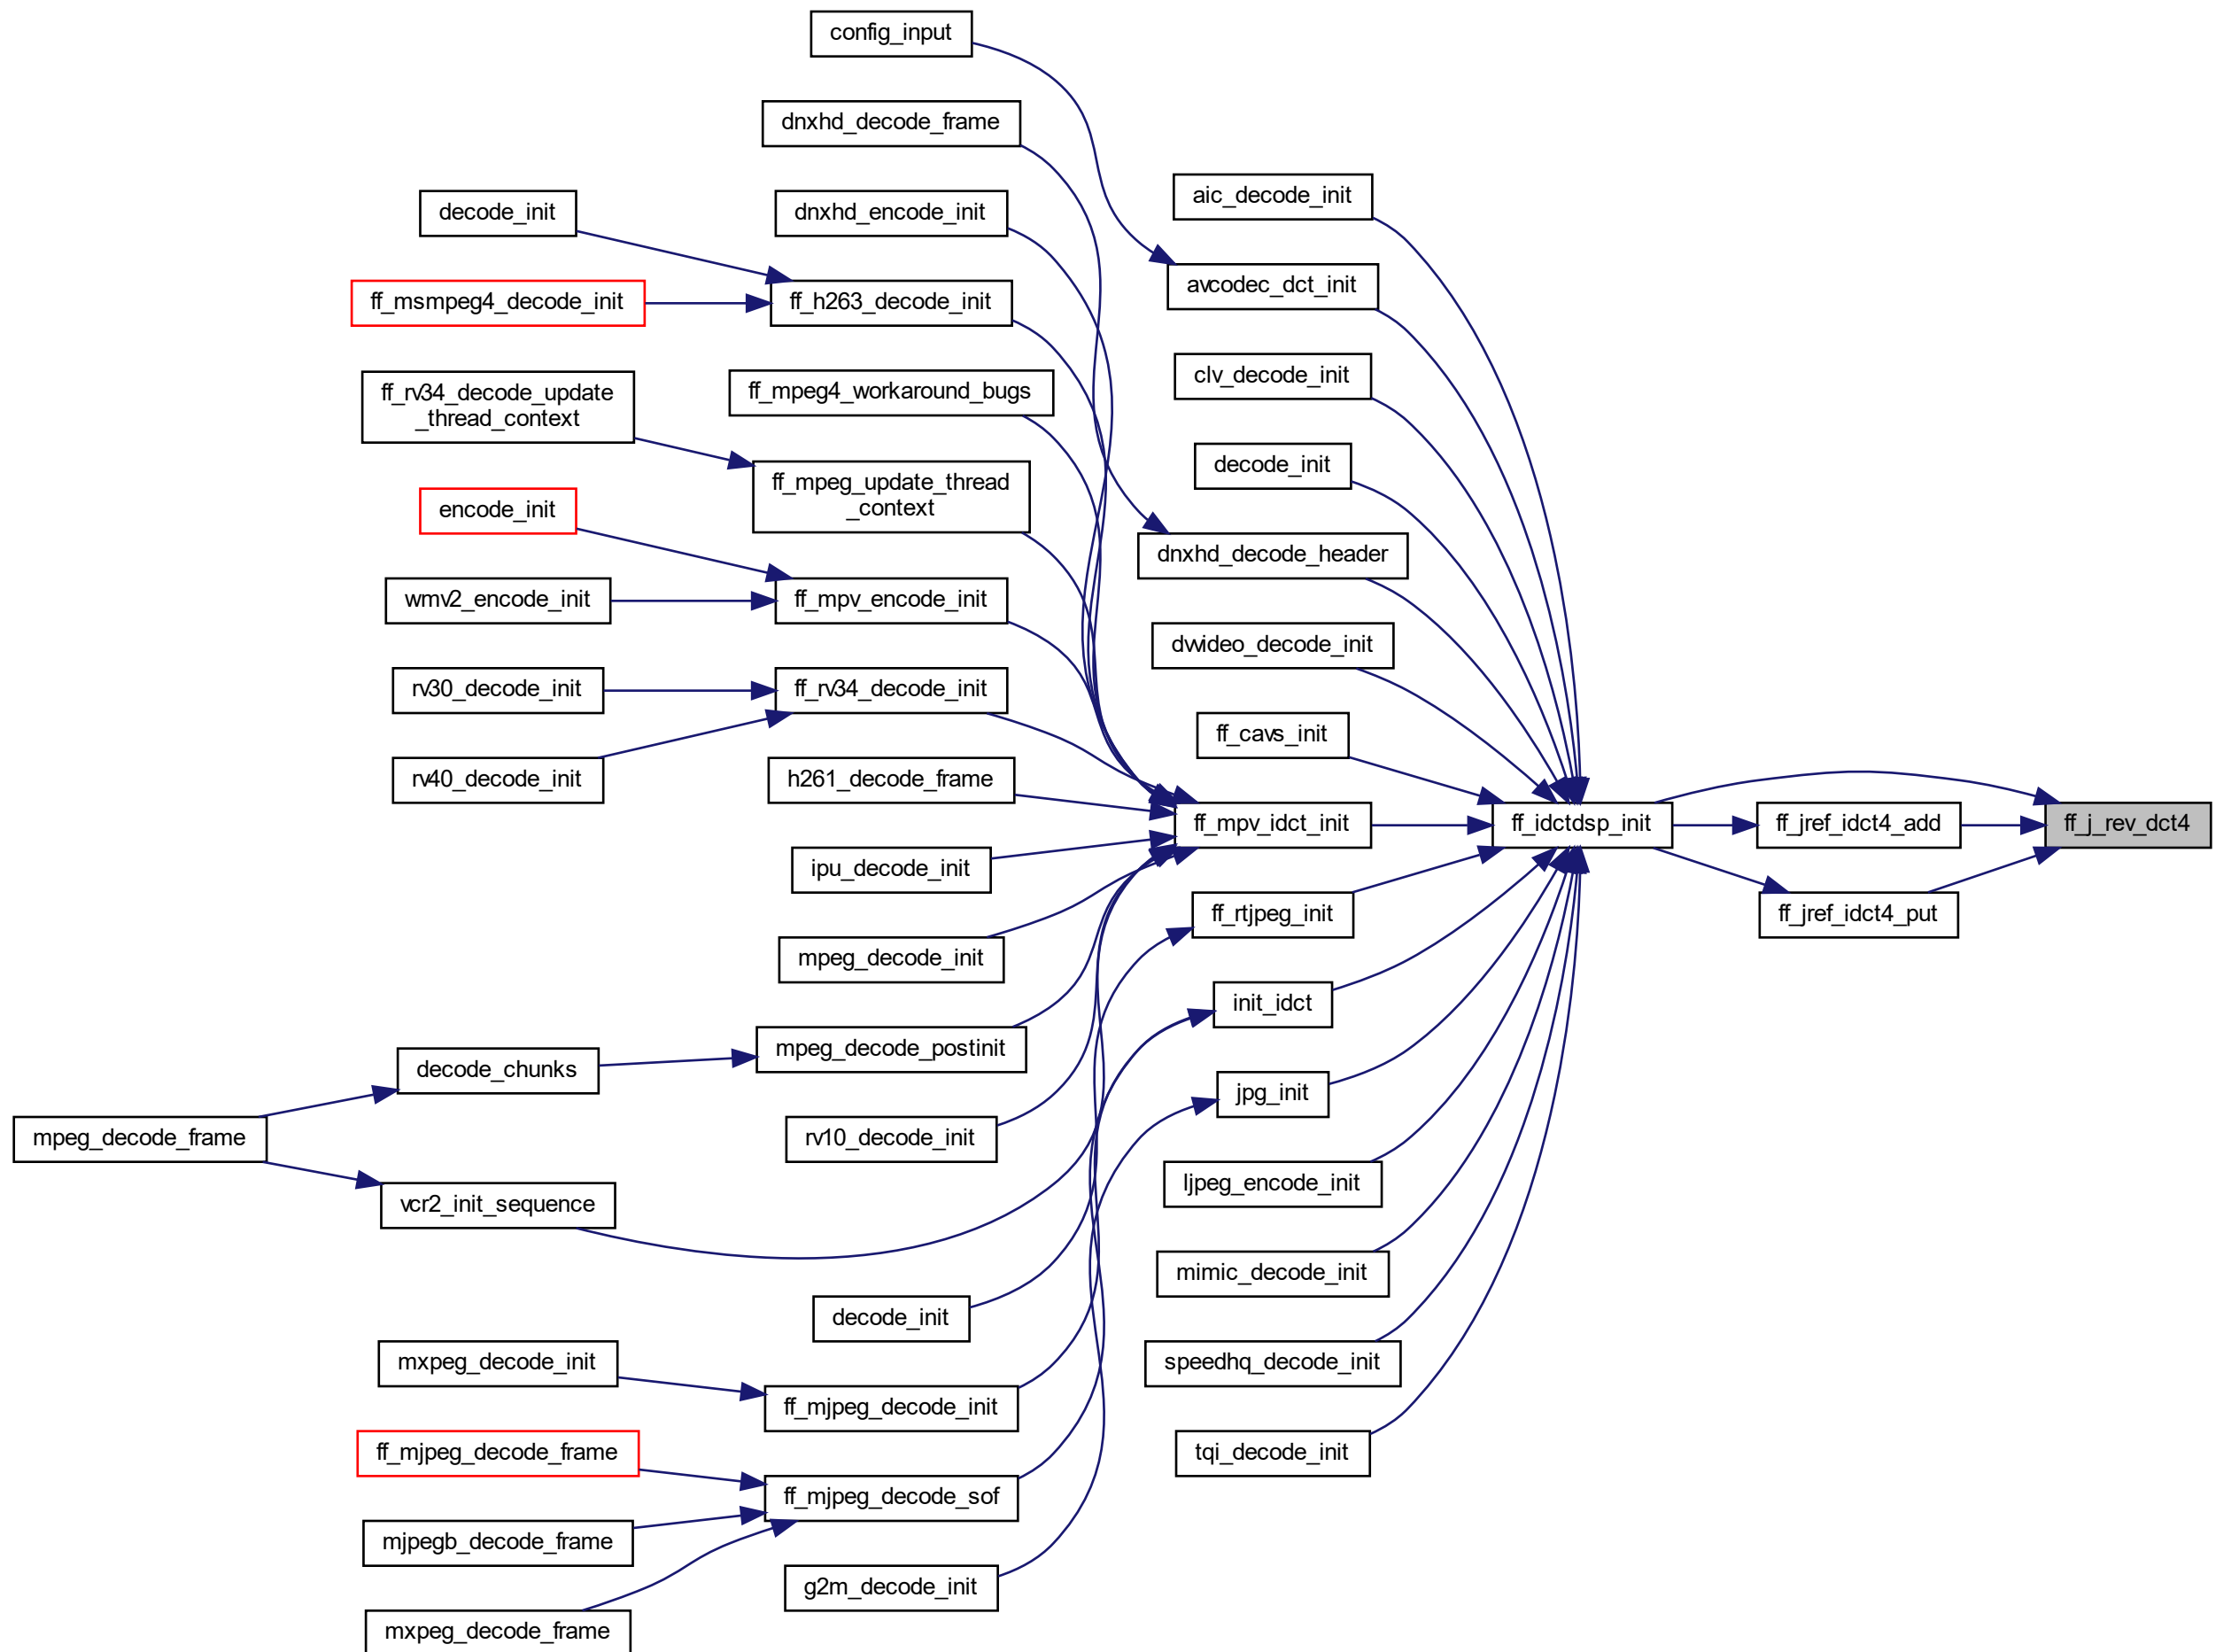 config_input
dnxhd_decode_frame
aic_decode_init
decode_init
dnxhd_encode_init
avcodec_dct_init
ff_msmpeg4_decode_init
ff_h263_decode_init
clv_decode_init
ff_rv34_decode_update
_thread_context
ff_mpeg4_workaround_bugs
decode_init
ff_mpeg_update_thread
_context
encode_init
dnxhd_decode_header
wmv2_encode_init
ff_mpv_encode_init
dwideo_decode_init
rv30_decode_init
ff_rv34_decode_init
ff_cavs_init
rv40_decode_init
h261_decode_frame
ff_mpv_idct_init
ff_idctdsp_init
ff_jref_idct4_add
ff_j_rev_dct4
ipu_decode_init
ff_rtjpeg_init
ff_jref_idct4_put
mpeg_decode_init
init_idct
decode_chunks
mpeg_decode_postinit
jpg_init
mpeg_decode_frame
rv10_decode_init
ljpeg_encode_init
vcr2_init_sequence
mimic_decode_init
decode_init
mxpeg_decode_init
speedhq_decode_init
ff_mjpeg_decode_init
ff_mjpeg_decode_frame
tqi_decode_init
ff_mjpeg_decode_sof
mjpegb_decode_frame
g2m_decode_init
mxpeg_decode_frame